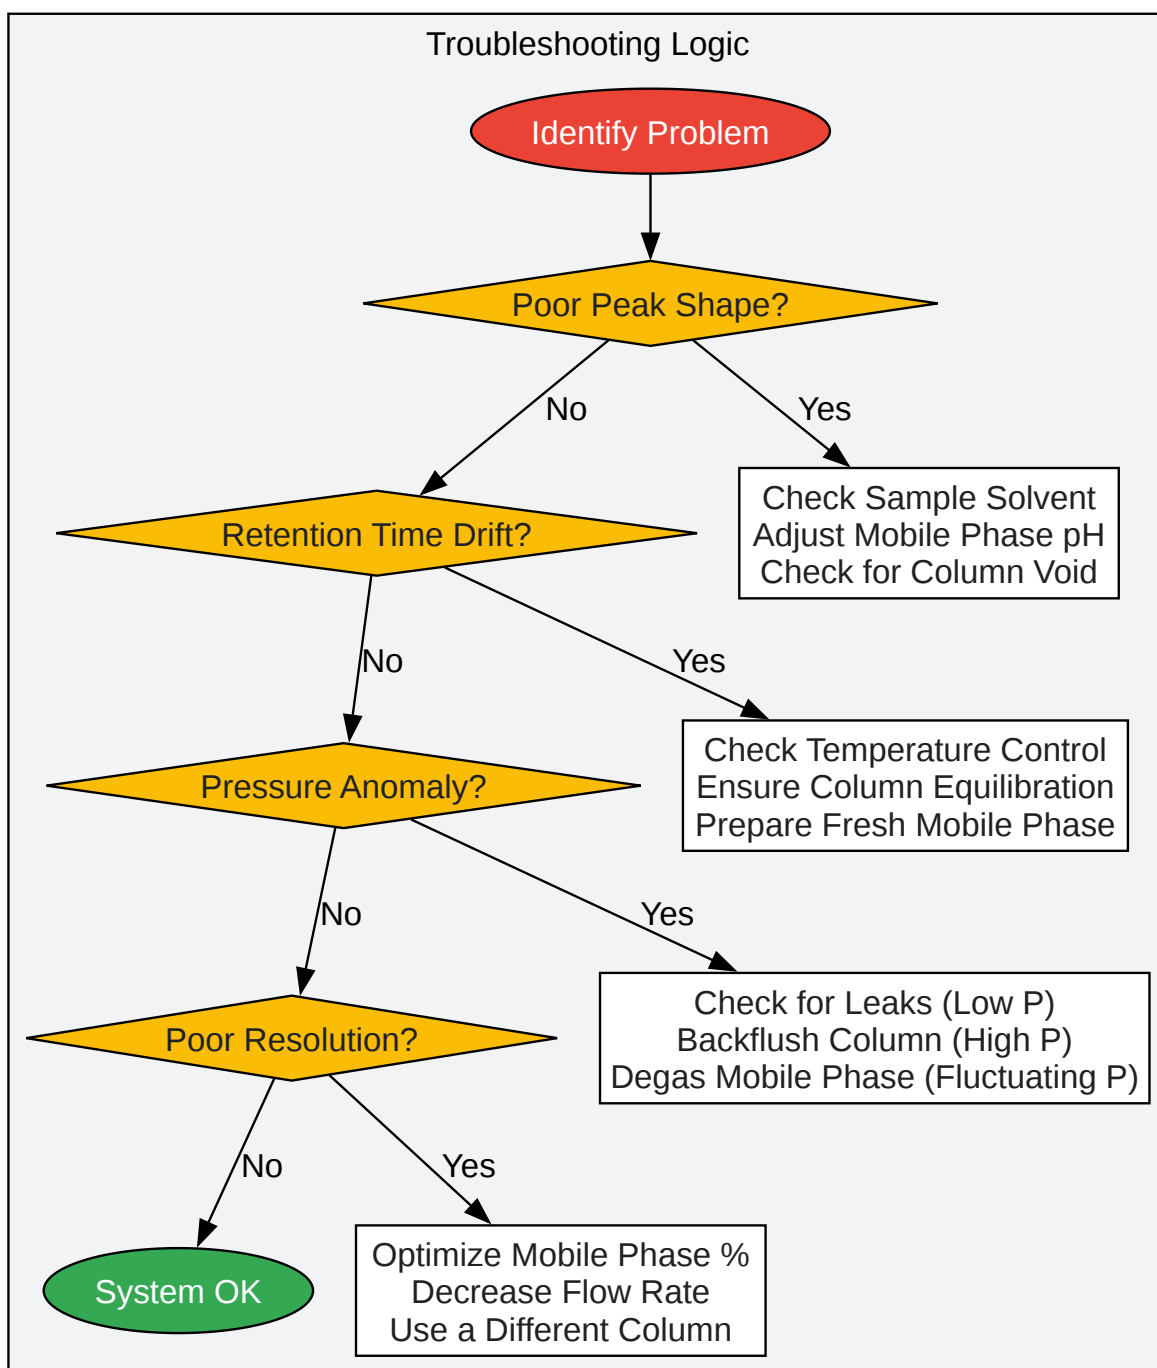 Troubleshooting Logic
Identify Problem
Poor Peak Shape?
No
Yes
Check Sample Solvent
Adjust Mobile Phase pH
Check for Column Void
Retention Time Drift?
No
Yes
Check Temperature Control
Ensure Column Equilibration
Prepare Fresh Mobile Phase
Pressure Anomaly?
No
Yes
Check for Leaks (Low P)
Backflush Column (High P)
Degas Mobile Phase (Fluctuating P)
Poor Resolution?
No
Yes
Optimize Mobile Phase %
Decrease Flow Rate
Use a Different Column
System OK